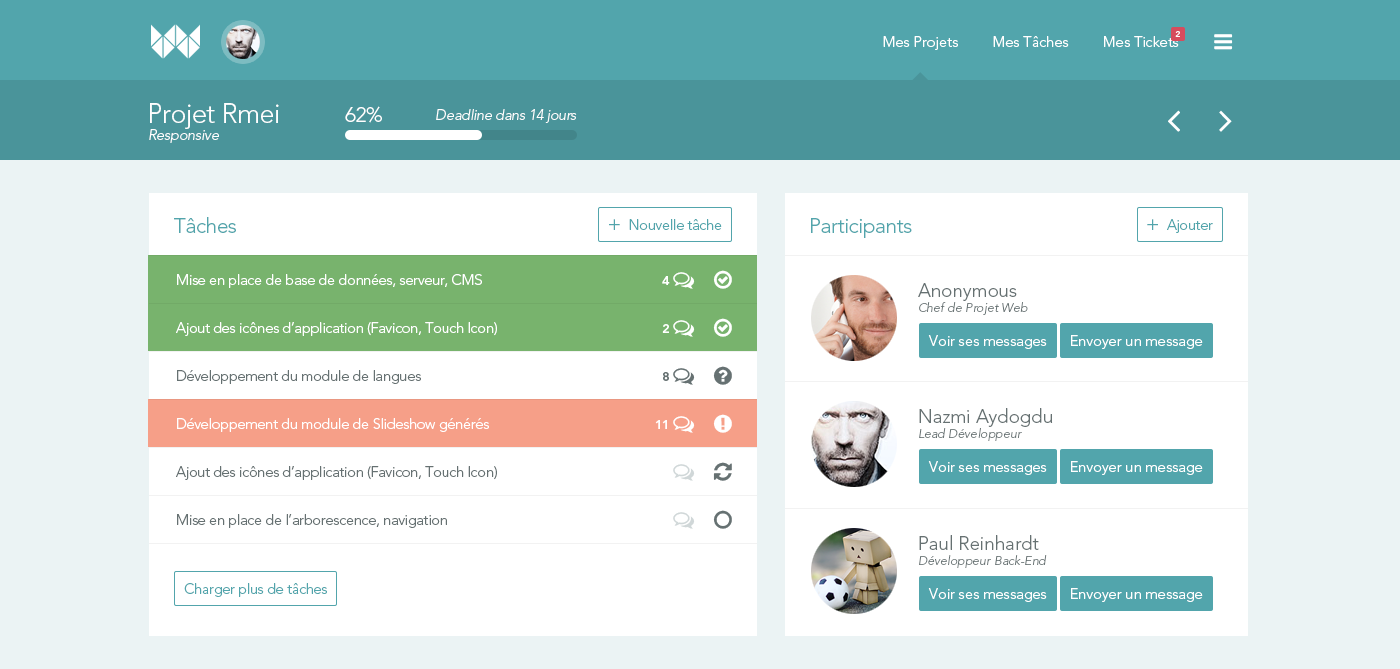 Mes Projets Mes Tâches Mes Tickets 2
Projet Rmei
Responsive
62% Deadline dans 14 jours
Tâches
+ Nouvelle tâche
Mise en place de base de données, serveur, CMS 4
Ajout des icônes d'application (Favicon, Touch Icon) 2
Développement du module de langues 8
Développement du module de Slideshow générés 11
Ajout des icônes d'application (Favicon, Touch Icon)
Mise en place de l'arborescence, navigation
Charger plus de tâches
Participants
+ Ajouter
Anonymous
Chef de Projet Web
Voir ses messages Envoyer un message
Nazmi Aydogdu
Lead Développeur
Voir ses messages Envoyer un message
Paul Reinhardt
Développeur Back-End
Voir ses messages Envoyer un message